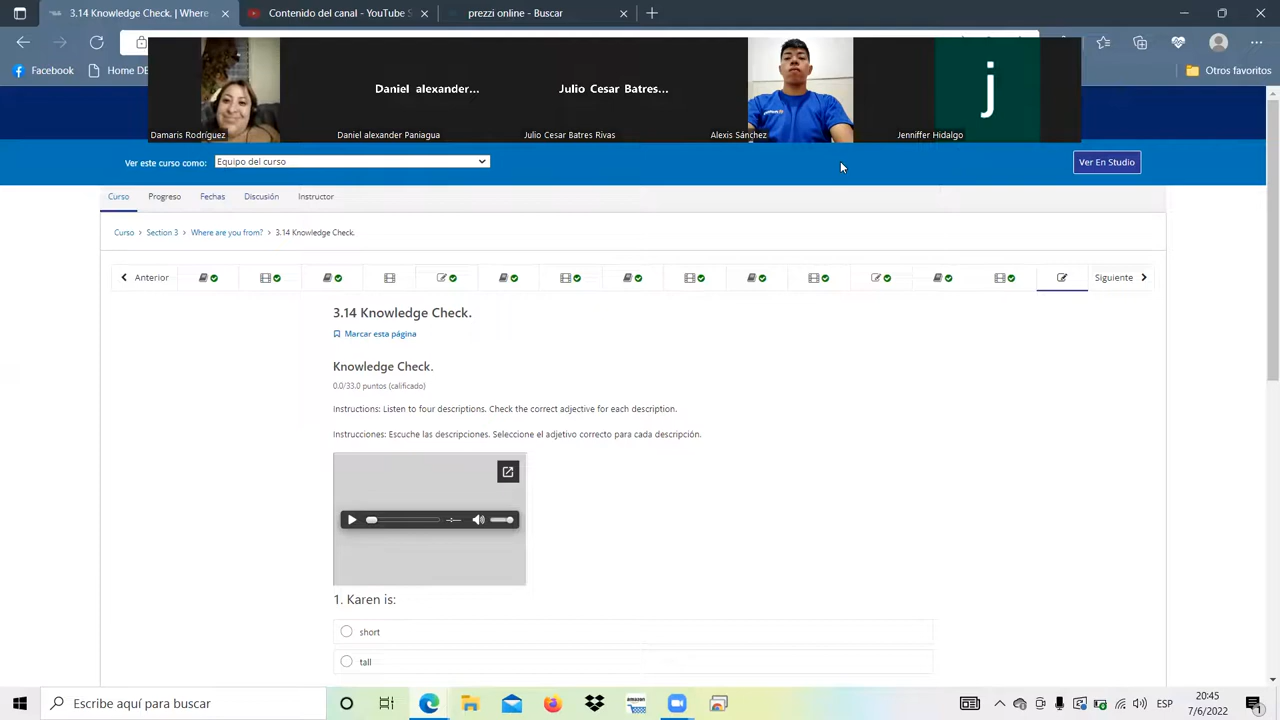 3.14 Knowledge Check. | Where
Contenido del canal - Daniel S
prezzi online - Buscar
Facebook
Home DE
Otros favoritos
Daniel alexander...
Julio Cesar Batres...
j
Damaris Rodríguez
Daniel alexander Paniagua
Julio Cesar Batres Rivas
Alexis Sánchez
Jenniffer Hidalgo
Ver este curso como:
Equipo del curso
Ver En Studio
Curso
Progreso
Fechas
Discusión
Instructor
Curso > Section 3 > Where are you from? > 3.14 Knowledge Check.
Anterior
Siguiente
3.14 Knowledge Check.
Marcar esta página
Knowledge Check.
0.0/33.0 puntos (calificado)
Instructions: Listen to four descriptions. Check the correct adjective for each description.
Instrucciones: Escuche las descripciones. Seleccione el adjetivo correcto para cada descripción.
--:--
1. Karen is:
short
tall
Escribe aquí para buscar
amazon
ESP
20:45
7/6/2022
1